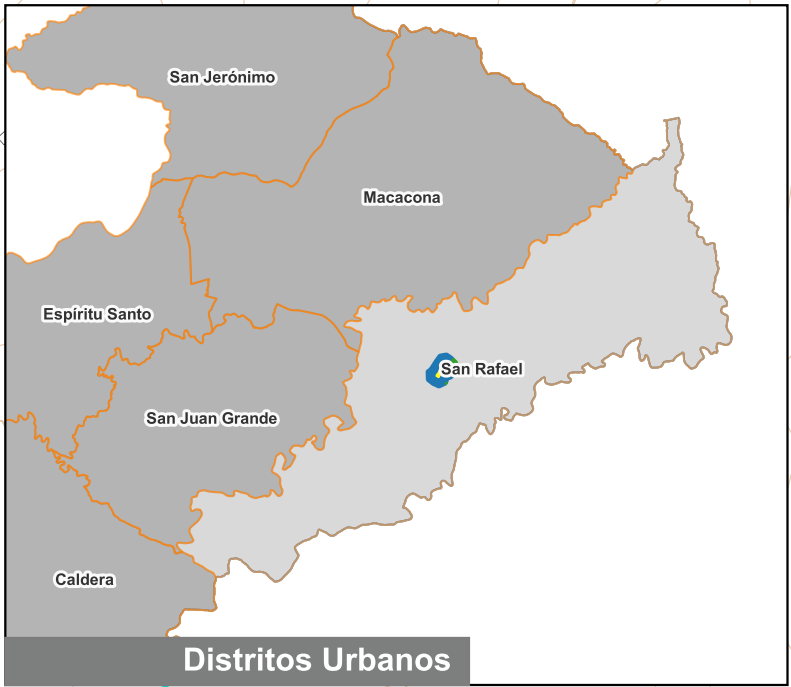 San Jerónimo
Macacona
Espíritu Santo
San Rafael
San Juan Grande
Caldera
Distritos Urbanos